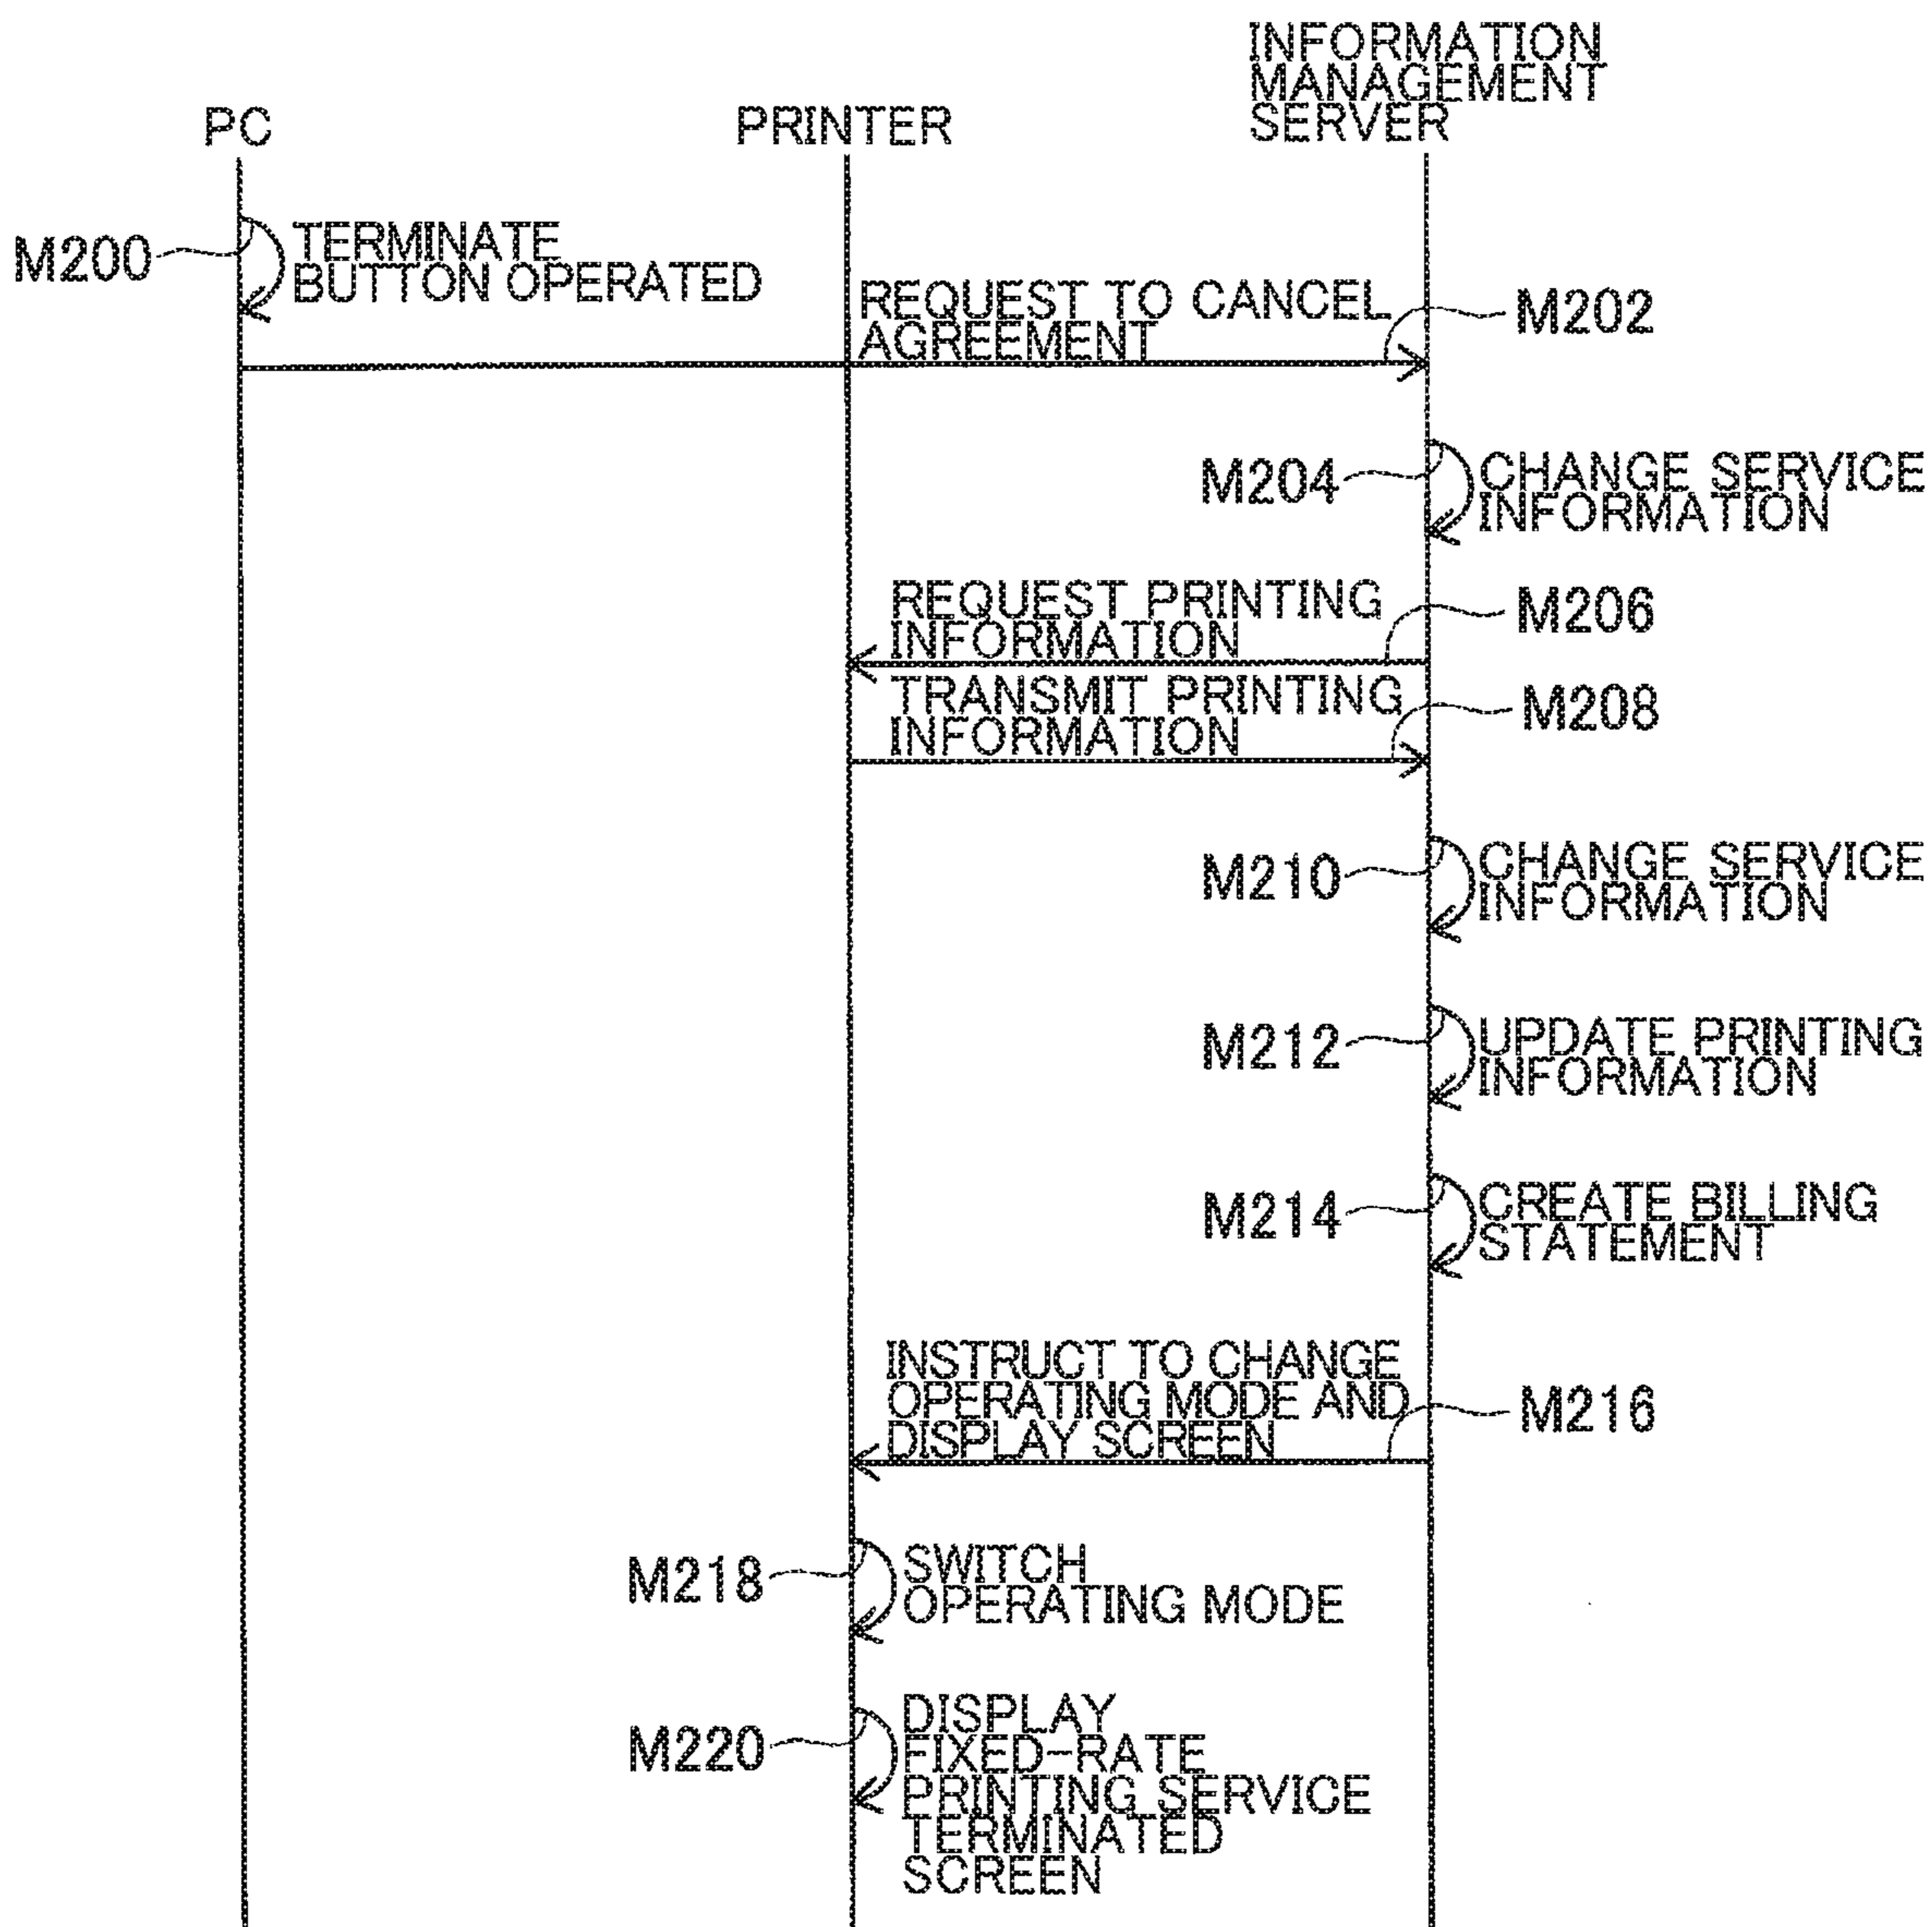 INFORMATION
MANAGEMENT
SERVER
PC
PRINTER
M200
TERMINATE
BUTTON OPERATED
REQUEST TO CANCEL
AGREEMENT
M202
M204
CHANGE SERVICE
INFORMATION
REQUEST PRINTING
INFORMATION
M206
TRANSMIT PRINTING
INFORMATION
M208
M210
CHANGE SERVICE
INFORMATION
M212
UPDATE PRINTING
INFORMATION
M214
CREATE BILLING
STATEMENT
INSTRUCT TO CHANGE
OPERATING MODE AND
DISPLAY SCREEN
M216
M218
SWITCH
OPERATING MODE
M220
DISPLAY
FIXED-RATE
PRINTING SERVICE
TERMINATED
SCREEN